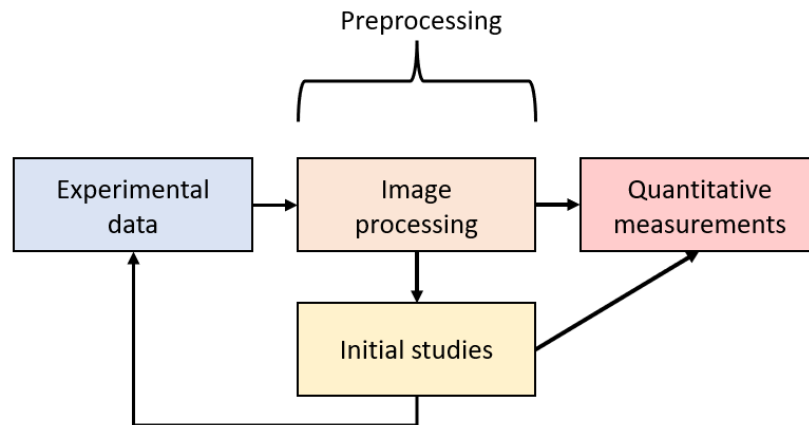 Preprocessing
Experimental
data
Image
processing
Quantitative
measurements
Initial studies